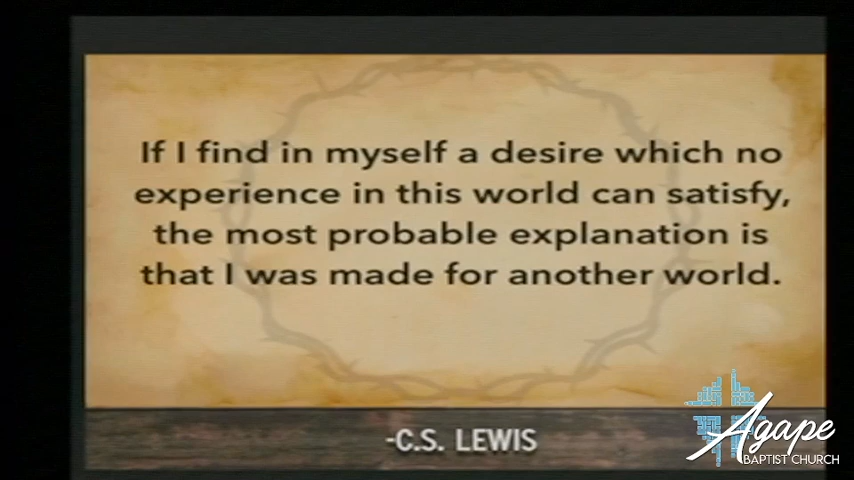 If I find in myself a desire which no
experience in this world can satisfy,
the most probable explanation is
that I was made for another world.
-C.S. LEWIS
Agape
BAPTIST CHURCH